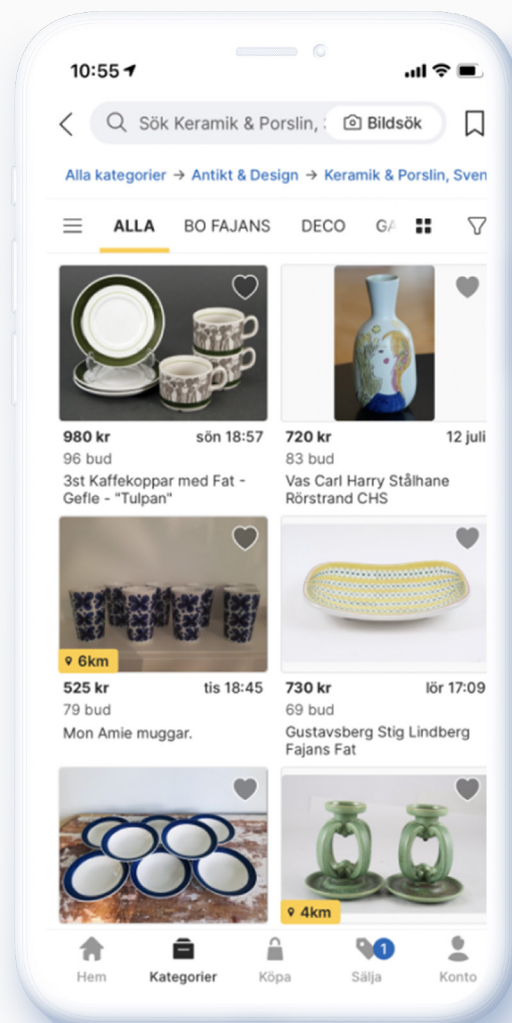 10:55
Sök Keramik & Porslin,
Bildsök
Alla kategorier → Antikt & Design → Keramik & Porslin, Sven
ALLA BO FAJANS DECO GA
980 kr sön 18:57
96 bud
3st Kaffekoppar med Fat -
Gefle - "Tulpan"
720 kr 12 juli
83 bud
Vas Carl Harry Stålhane
Rörstrand CHS
6km
525 kr tis 18:45
79 bud
Mon Amie muggar.
730 kr lör 17:09
69 bud
Gustavsberg Stig Lindberg
Fajans Fat
4km
1
Hem Kategorier Köpa Sälja Konto